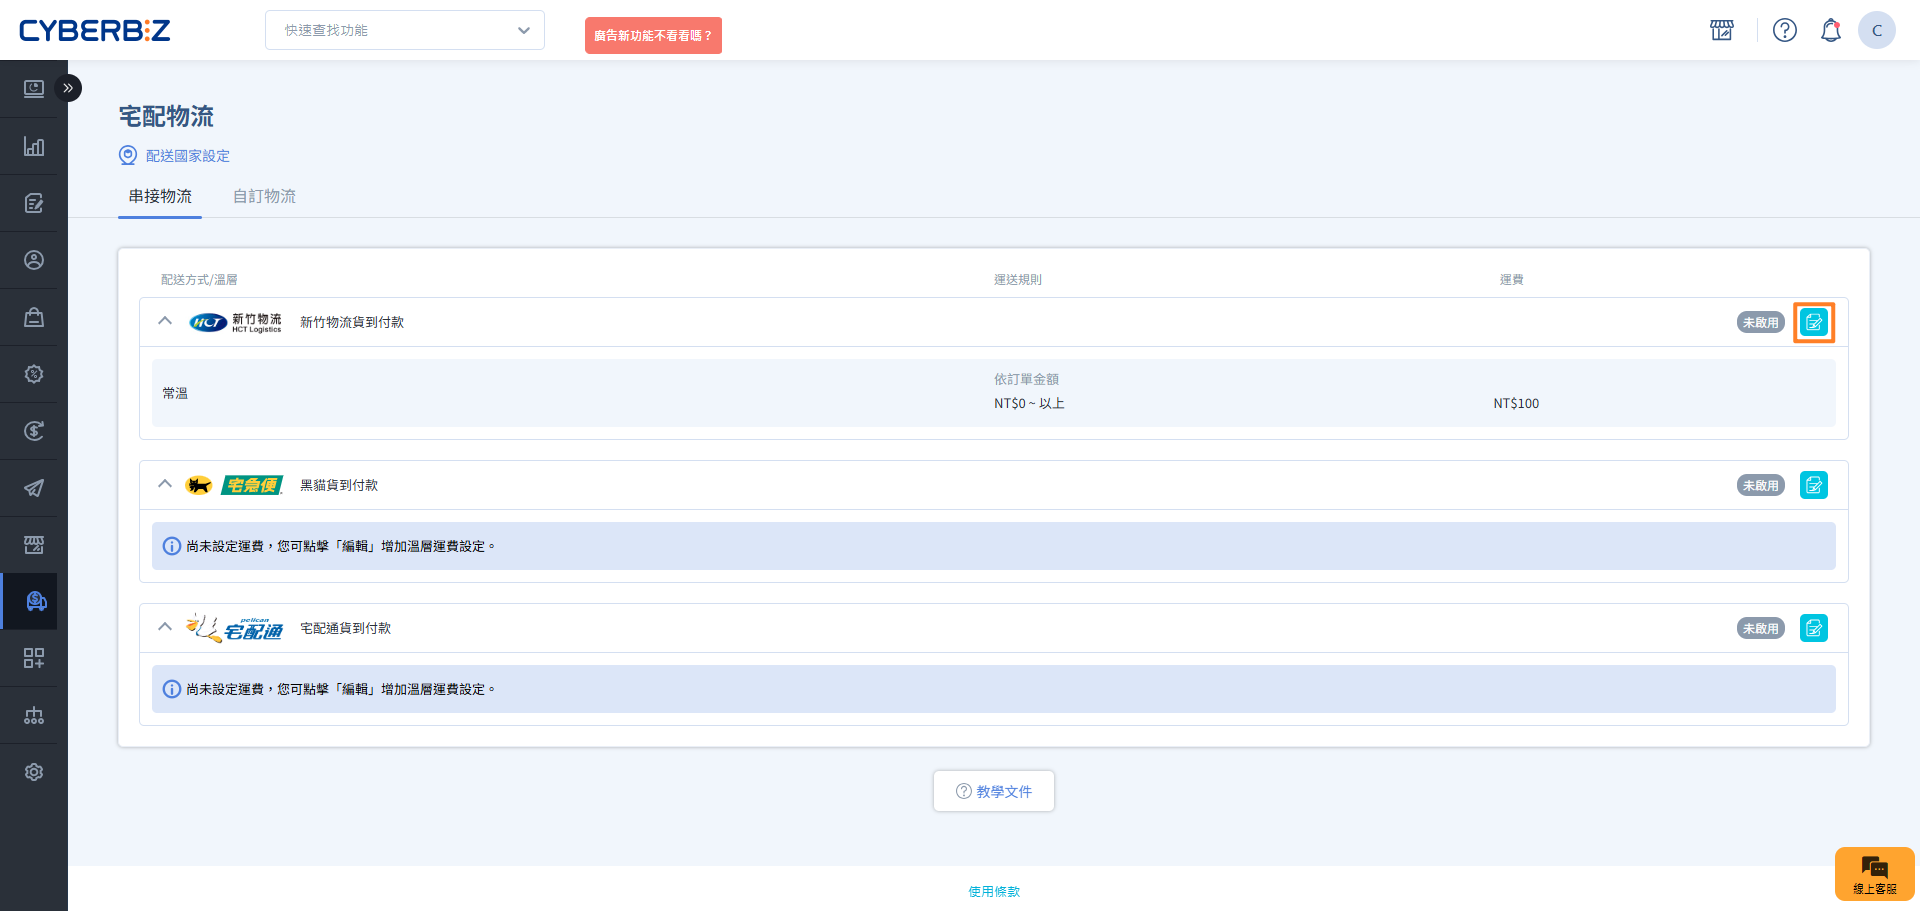 CYBERBIZ
快速查找功能
廣告新功能不看看嗎？
C
宅配物流
配送國家設定
串接物流
自訂物流
配送方式/溫層
運送規則
運費
HCT
新竹物流
HCT Logistics
新竹物流貨到付款
未啟用
常溫
依訂單金額
NT$0 ~ 以上
NT$100
宅急便
黑貓貨到付款
未啟用
尚未設定運費，您可點擊「編輯」增加溫層運費設定。
pelican
宅配通
宅配通貨到付款
未啟用
尚未設定運費，您可點擊「編輯」增加溫層運費設定。
教學文件
使用條款
線上客服